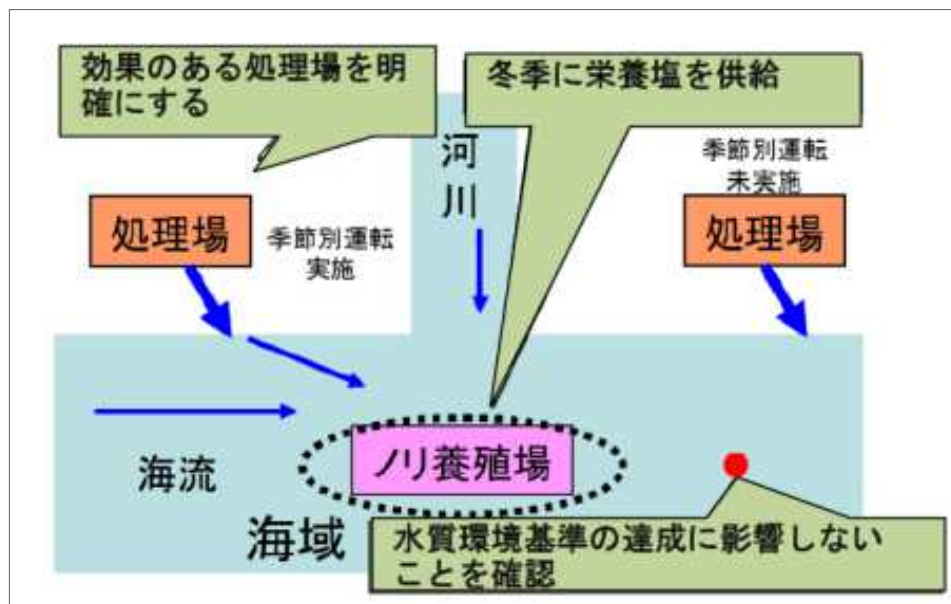 効果のある処理場を明
確にする
冬季に栄養塩を供給
河
川
季節別運転
未実施
処理場
季節別運転
実施
処理場
海流
ノリ養殖場
海域
水質環境基準の達成に影響しない
ことを確認